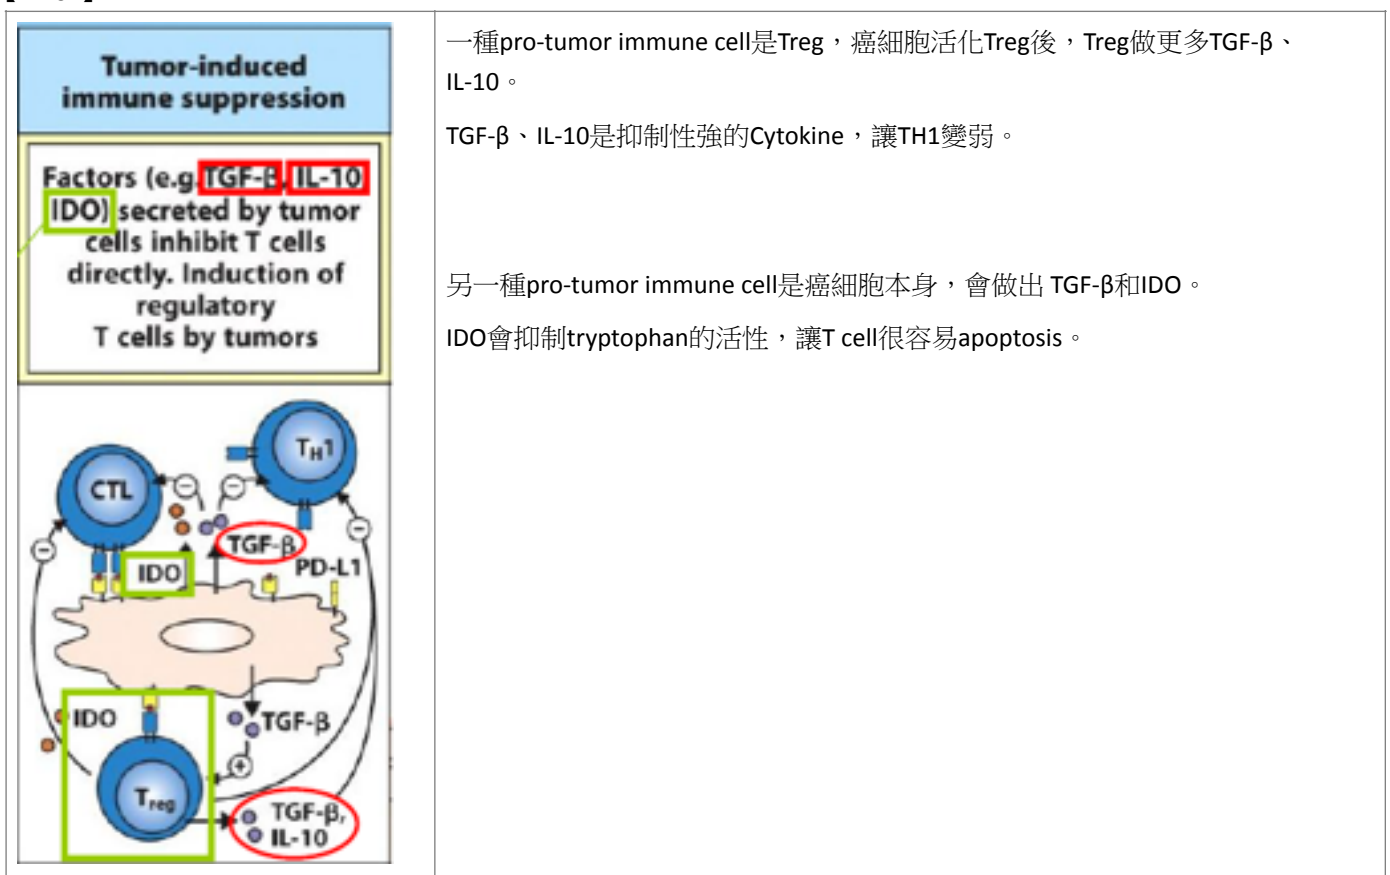 Tumor-induced
immune suppression
Factors (e.g. TGF-β, IL-10
IDO) secreted by tumor
cells inhibit T cells
directly. Induction of
regulatory
T cells by tumors
CTL
TH1
TGF-β
IDO
PD-L1
IDO
TGF-β
Treg
TGF-β,
IL-10
一種pro-tumor immune cell是Treg，癌細胞活化Treg後，Treg做更多TGF-β、
IL-10。
TGF-β、IL-10是抑制性強的Cytokine，讓TH1變弱。
另一種pro-tumor immune cell是癌細胞本身，會做出 TGF-β和IDO。
IDO會抑制tryptophan的活性，讓T cell很容易apoptosis。